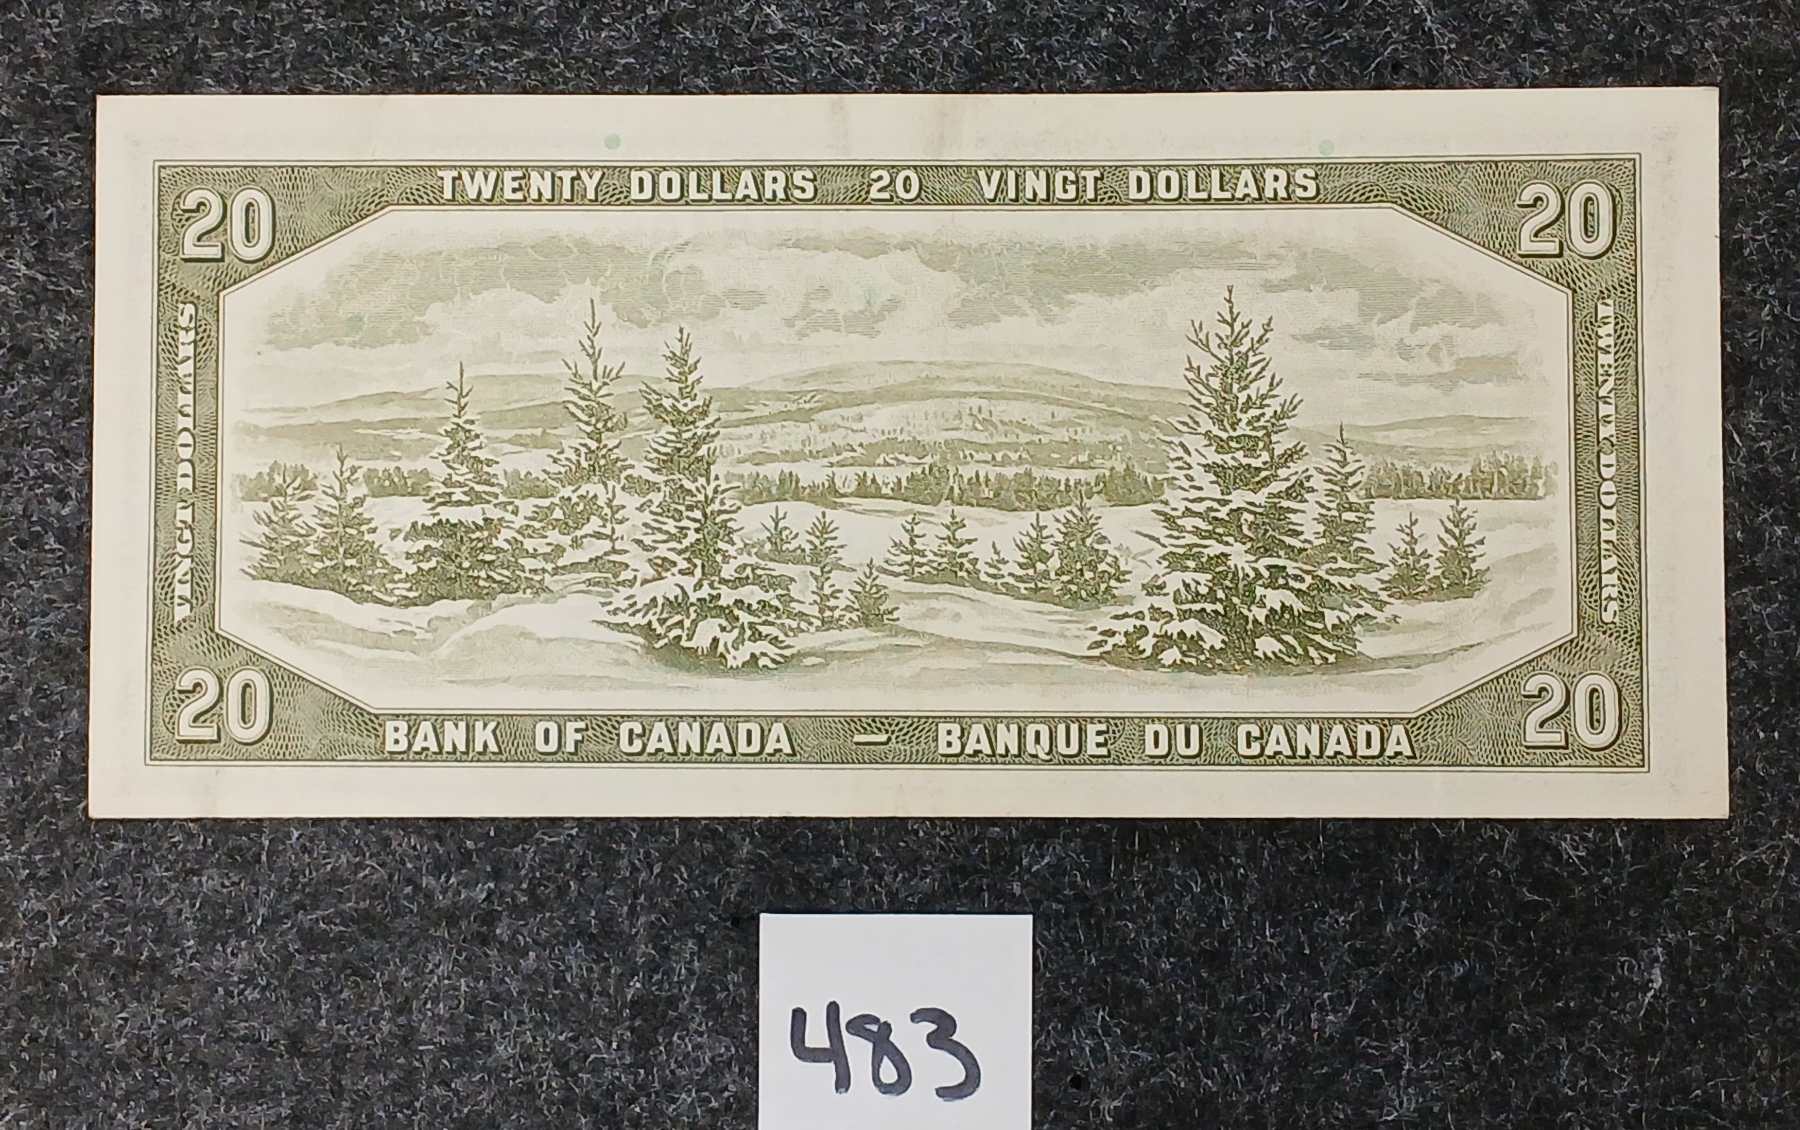 TWENTY DOLLARS 20 VINGT DOLLARS
20
20
VINGT DOLLARS
TWENTY DOLLARS
20
20
BANK OF CANADA — BANQUE DU CANADA
483